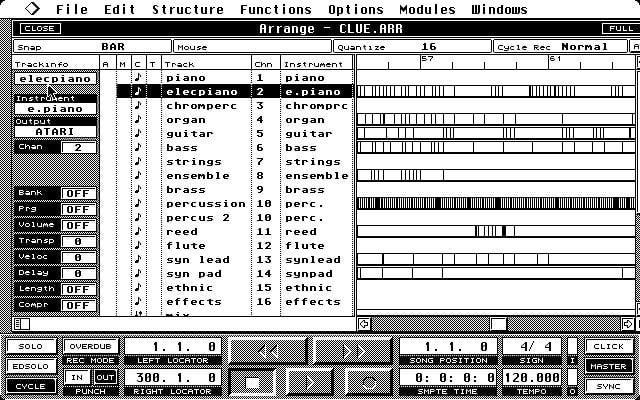 File Edit Structure Functions Options Modules Windows
CLOSE Arrange - CLUE.ARR FULL
Snap BAR Mouse Quantize 16 Cycle Rec Normal A
Trackinfo A M C T Track Chn Instrument 57 61
elecpiano piano 1 piano
elecpiano 2 e.piano
Instrument
e.piano chromperc 3 chromprc
Output organ 4 organ
ATARI guitar 5 guitar
Chan 2 bass 6 bass
strings 7 strings
ensemble 8 ensemble
Bank OFF brass 9 brass
Prg OFF percussion 10 perc.
Volume OFF percus 2 10 perc.
Transp 0 reed 11 reed
flute 12 flute
Veloc 0 syn lead 13 synlead
Delay 0 syn pad 14 synpad
Length OFF ethnic 15 ethnic
Compr OFF effects 16 effects
SOLO OVERDUB 1. 1. 0 1. 1. 0 4/ 4 CLICK
REC MODE LEFT LOCATOR SONG POSITION SIGN I
EDSOLO MASTER
CYCLE IN OUT 300. 1. 0 0: 0: 0: 0 120.000 SYNC
PUNCH RIGHT LOCATOR SMPTE TIME TEMPO O